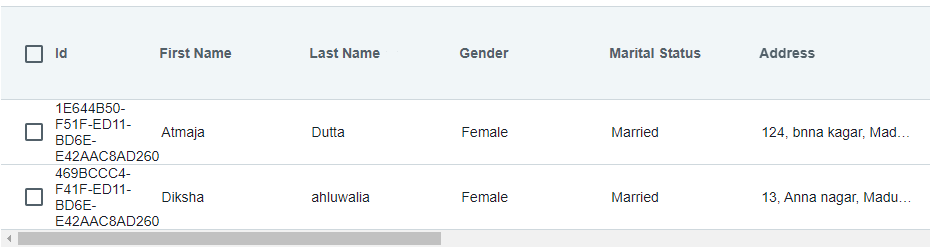 Id First Name Last Name Gender Marital Status Address
1E644B50-
F51F-ED11-
BD6E-
E42AAC8AD260
Atmaja Dutta Female Married 124, bnna kagar, Mad...
469BCCC4-
F41F-ED11-
BD6E-
E42AAC8AD260
Diksha ahluwalia Female Married 13, Anna nagar, Madu...